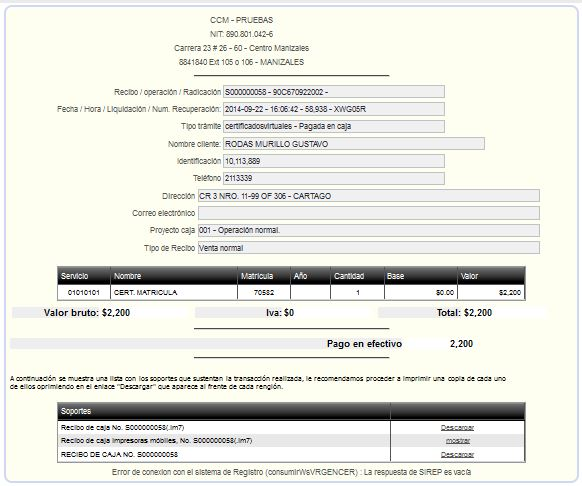 CCM - PRUEBAS
NIT: 890.801.042-6
Carrera 23 # 26 - 60 - Centro Manizales
8841840 Ext 105 o 106 - MANIZALES
Recibo / operación / Radicación S000000058 - 90C670922002 -
Fecha / Hora / Liquidación / Num. Recuperación: 2014-09-22 - 16:06:42 - 58,938 - XWG05R
Tipo trámite certificadosvirtuales - Pagada en caja
Nombre cliente: RODAS MURILLO GUSTAVO
Identificación 10,113,889
Teléfono 2113339
Dirección CR 3 NRO. 11-99 OF 306 - CARTAGO
Correo electrónico
Proyecto caja 001 - Operación normal.
Tipo de Recibo Venta normal
Servicio Nombre Matricula Año Cantidad Base Valor
01010101 CERT. MATRICULA 70582 1 $0.00 $2,200
Valor bruto: $2,200 Iva: $0 Total: $2,200
Pago en efectivo 2,200
A continuación se muestra una lista con los soportes que sustentan la transacción realizada, le recomendamos proceder a imprimir una copia de cada uno
de ellos oprimiendo en el enlace "Descargar" que aparece al frente de cada renglón.
Soportes
Recibo de caja No. S000000058(.lm7) Descargar
Recibo de caja impresoras móbiles, No. S000000058(.lm7) mostrar
RECIBO DE CAJA NO. S000000058 Descargar
Error de conexion con el sistema de Registro (consumirWsVRGENCER) : La respuesta de SIREP es vacía